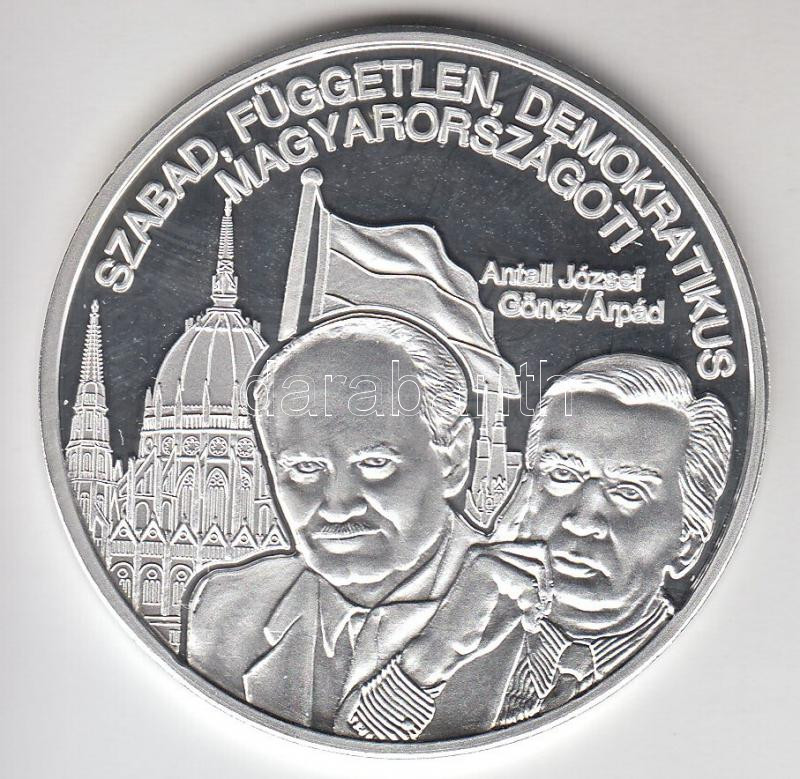 SZABAD, FÜGGETLEN, DEMOKRATIKUS
MAGYARORSZÁGOT!
Antall József
Göncz Árpád
darabanth